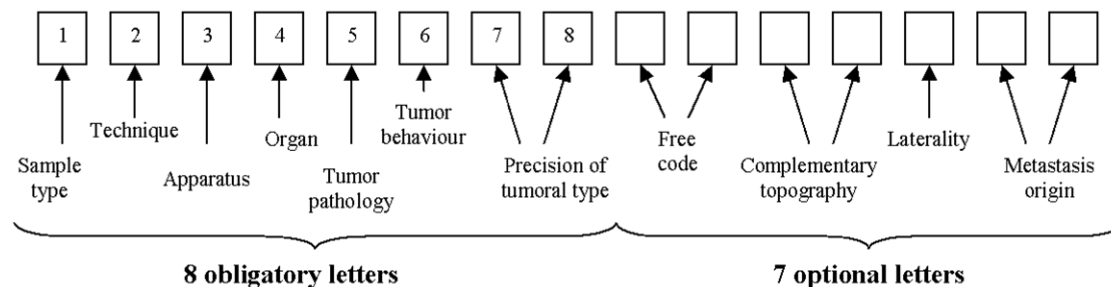 1 2 3 4 5 6 7 8
Technique
Organ
Tumor
behaviour
Free
code
Laterality
Sample
type
Apparatus
Tumor
pathology
Precision of
tumoral type
Complementary
topography
Metastasis
origin
8 obligatory letters
7 optional letters